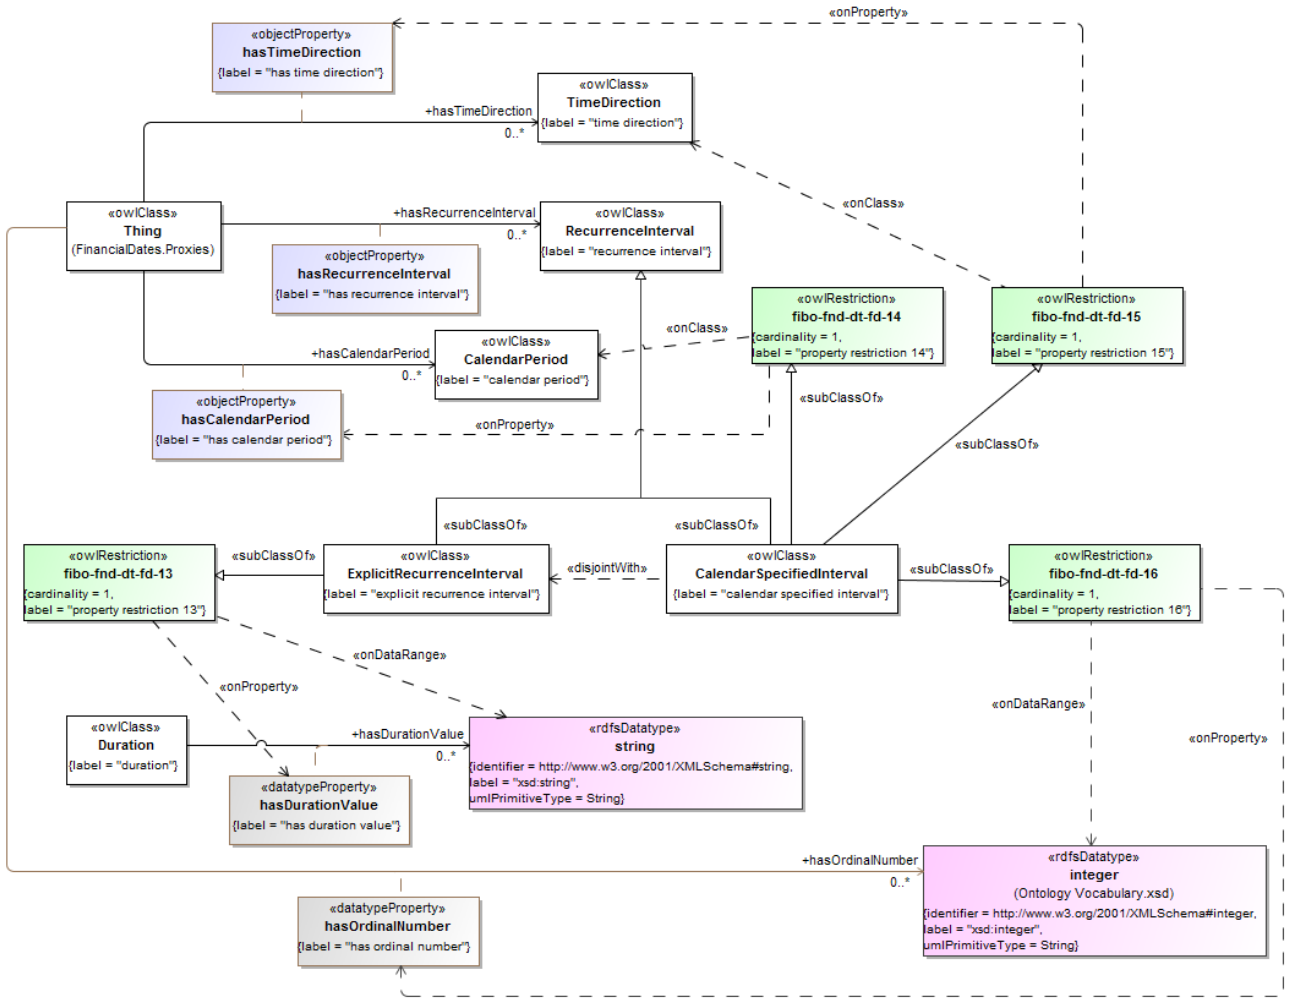 «onProperty»
«objectProperty»
hasTimeDirection
{label = "has time direction"}
«owlClass»
TimeDirection
{label = "time direction"}
+hasTimeDirection
0..*
«onClass»
«owlClass»
Thing
(FinancialDates.Proxies)
+hasRecurrenceInterval
0..*
«owlClass»
RecurrenceInterval
{label = "recurrence interval"}
«objectProperty»
hasRecurrenceInterval
{label = "has recurrence interval"}
«owlRestriction»
fibo-fnd-dt-fd-14
{cardinality = 1,
label = "property restriction 14"}
«owlRestriction»
fibo-fnd-dt-fd-15
{cardinality = 1,
label = "property restriction 15"}
«onClass»
+hasCalendarPeriod
0..*
«owlClass»
CalendarPeriod
{label = "calendar period"}
«objectProperty»
hasCalendarPeriod
{label = "has calendar period"}
«subClassOf»
«onProperty»
«subClassOf»
«subClassOf»
«subClassOf»
«owlRestriction»
fibo-fnd-dt-fd-13
{cardinality = 1,
label = "property restriction 13"}
«subClassOf»
«owlClass»
ExplicitRecurrenceInterval
{label = "explicit recurrence interval"}
«disjointWith»
«owlClass»
CalendarSpecifiedInterval
{label = "calendar specified interval"}
«subClassOf»
«owlRestriction»
fibo-fnd-dt-fd-16
{cardinality = 1,
label = "property restriction 16"}
«onDataRange»
«onProperty»
«onDataRange»
«onProperty»
«owlClass»
Duration
{label = "duration"}
+hasDurationValue
0..*
«rdfsDatatype»
string
{identifier = http://www.w3.org/2001/XMLSchema#string,
label = "xsd:string",
umlPrimitiveType = String}
«datatypeProperty»
hasDurationValue
{label = "has duration value"}
+hasOrdinalNumber
0..*
«rdfsDatatype»
integer
(Ontology Vocabulary.xsd)
{identifier = http://www.w3.org/2001/XMLSchema#integer,
label = "xsd:integer",
umlPrimitiveType = String}
«datatypeProperty»
hasOrdinalNumber
{label = "has ordinal number"}